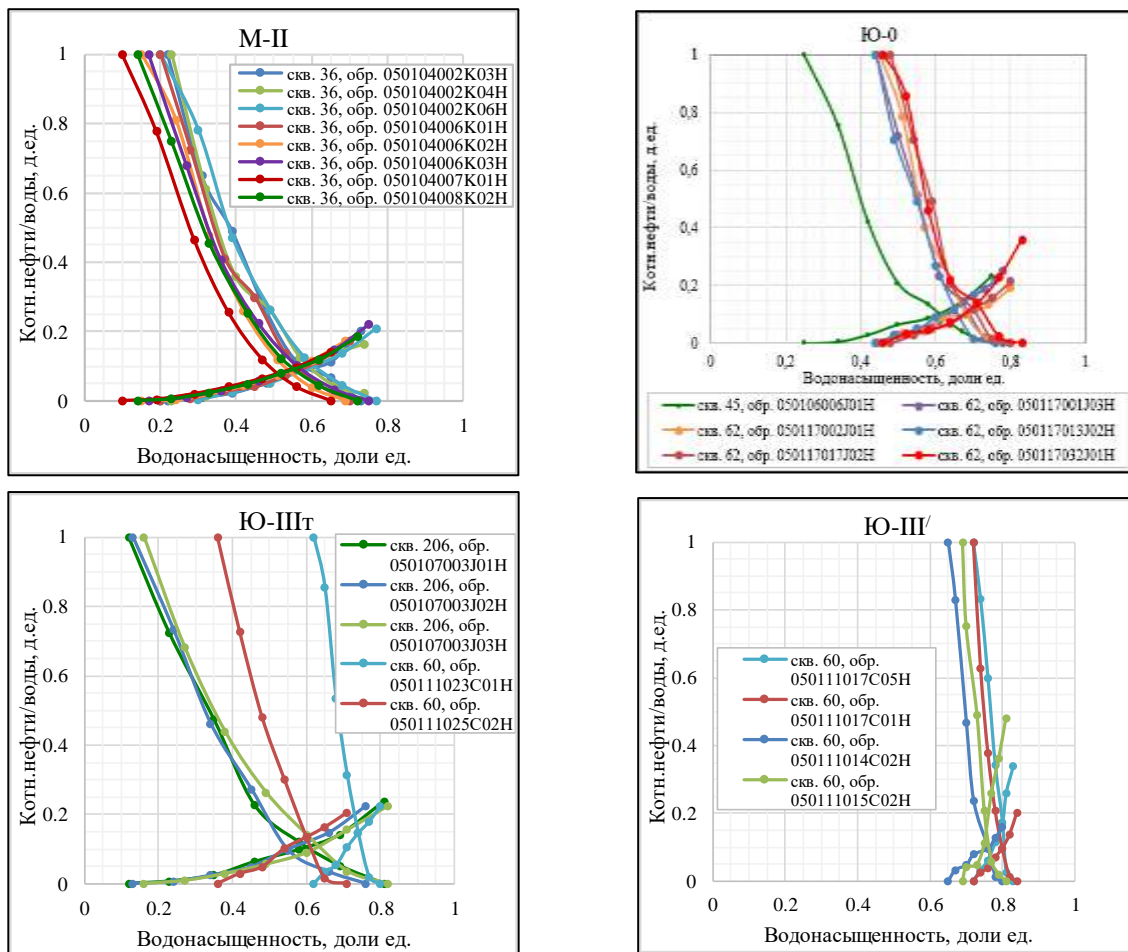 М-II
Котн.нефти/воды, д.ед.
1
0.8
0.6
0.4
0.2
0
0
0.2
0.4
0.6
0.8
1
Водонасыщенность, доли ед.
скв. 36, обр. 050104002K03H
скв. 36, обр. 050104002K04H
скв. 36, обр. 050104002K06H
скв. 36, обр. 050104006K01H
скв. 36, обр. 050104006K02H
скв. 36, обр. 050104006K03H
скв. 36, обр. 050104007K01H
скв. 36, обр. 050104008K02H
Ю-0
Котн.нефти/воды, д.ед.
1
0,8
0,6
0,4
0,2
0
0
0,2
0,4
0,6
0,8
1
Водонасыщенность, доли ед.
скв. 45, обр. 050106006J01H
скв. 62, обр. 050117001J03H
скв. 62, обр. 050117002J01H
скв. 62, обр. 050117013J02H
скв. 62, обр. 050117017J02H
скв. 62, обр. 050117032J01H
Ю-IIIт
Котн.нефти/воды, д.ед.
1
0.8
0.6
0.4
0.2
0
0
0.2
0.4
0.6
0.8
1
Водонасыщенность, доли ед.
скв. 206, обр.
050107003J01H
скв. 206, обр.
050107003J02H
скв. 206, обр.
050107003J03H
скв. 60, обр.
050111023C01H
скв. 60, обр.
050111025C02H
Ю-III/
Котн.нефти/воды, д.ед.
1
0.8
0.6
0.4
0.2
0
0
0.2
0.4
0.6
0.8
1
Водонасыщенность, доли ед.
скв. 60, обр.
050111017C05H
скв. 60, обр.
050111017C01H
скв. 60, обр.
050111014C02H
скв. 60, обр.
050111015C02H